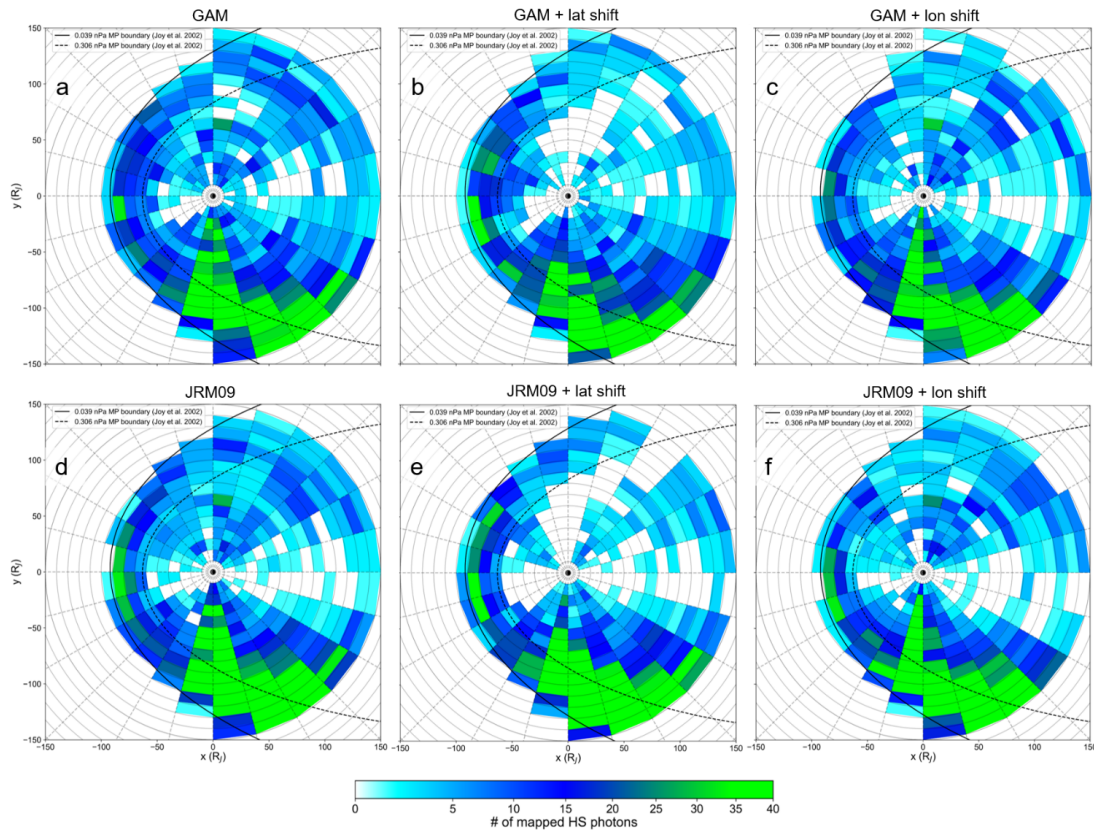 GAM
GAM + lat shift
GAM + lon shift
0.039 nPa MP boundary (Joy et al. 2002)
0.306 nPa MP boundary (Joy et al. 2002)
0.039 nPa MP boundary (Joy et al. 2002)
0.306 nPa MP boundary (Joy et al. 2002)
0.039 nPa MP boundary (Joy et al. 2002)
0.306 nPa MP boundary (Joy et al. 2002)
a
b
c
150
100
50
0
−50
−100
−150
y (RJ)
JRM09
JRM09 + lat shift
JRM09 + lon shift
0.039 nPa MP boundary (Joy et al. 2002)
0.306 nPa MP boundary (Joy et al. 2002)
0.039 nPa MP boundary (Joy et al. 2002)
0.306 nPa MP boundary (Joy et al. 2002)
0.039 nPa MP boundary (Joy et al. 2002)
0.306 nPa MP boundary (Joy et al. 2002)
d
e
f
150
100
50
0
−50
−100
−150
y (RJ)
−150 −100 −50 0 50 100 150
−150 −100 −50 0 50 100 150
−150 −100 −50 0 50 100 150
x (RJ)
x (RJ)
x (RJ)
0 5 10 15 20 25 30 35 40
# of mapped HS photons